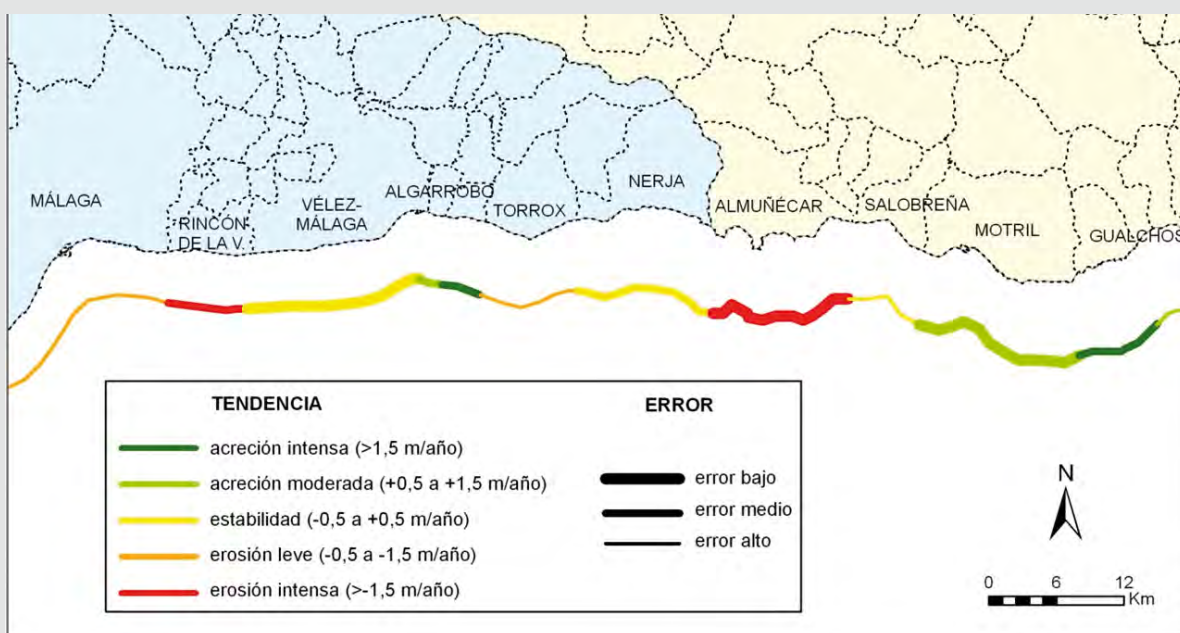 MÁLAGA
RINCÓN
DE LA V.
VÉLEZ-
MÁLAGA
ALGARROBO
TORROX
NERJA
ALMUÑÉCAR
SALOBREÑA
MOTRIL
GUALCHOS
TENDENCIA
acreción intensa (>1,5 m/año)
acreción moderada (+0,5 a +1,5 m/año)
estabilidad (-0,5 a +0,5 m/año)
erosión leve (-0,5 a -1,5 m/año)
erosión intensa (>-1,5 m/año)
ERROR
error bajo
error medio
error alto
N
0 6 12
Km